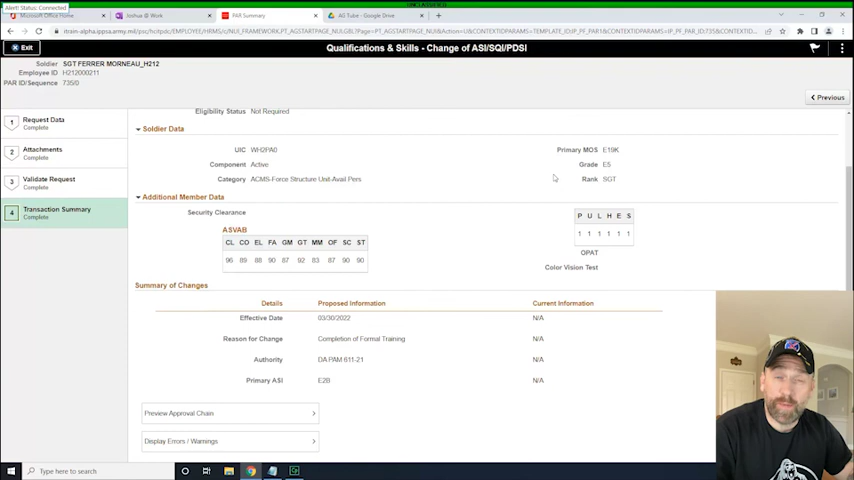 UNCLASSIFIED
Alert! Status: Connected
Microsoft Office Home
Joshua @ Work
PAR Summary
AG Tube - Google Drive
Qualifications & Skills - Change of ASI/SQI/PDSI
Exit
Soldier SGT FERRER MORNEAU_H212
Employee ID H212000211
PAR ID/Sequence 735/0
Previous
1 Request Data
Complete
2 Attachments
Complete
3 Validate Request
Complete
4 Transaction Summary
Complete
Eligibility Status Not Required
Soldier Data
UIC WH2PA0 Primary MOS E19K
Component Active Grade E5
Category ACMS-Force Structure Unit-Avail Pers Rank SGT
Additional Member Data
Security Clearance
P U L H E S
1 1 1 1 1 1
ASVAB
CL CO EL FA GM GT MM OF SC ST
96 89 88 90 87 92 83 87 90 90
OPAT
Color Vision Test
Summary of Changes
Details Proposed Information Current Information
Effective Date 03/30/2022 N/A
Reason for Change Completion of Formal Training N/A
Authority DA PAM 611-21 N/A
Primary ASI E2B N/A
Preview Approval Chain
Display Errors / Warnings
Type here to search